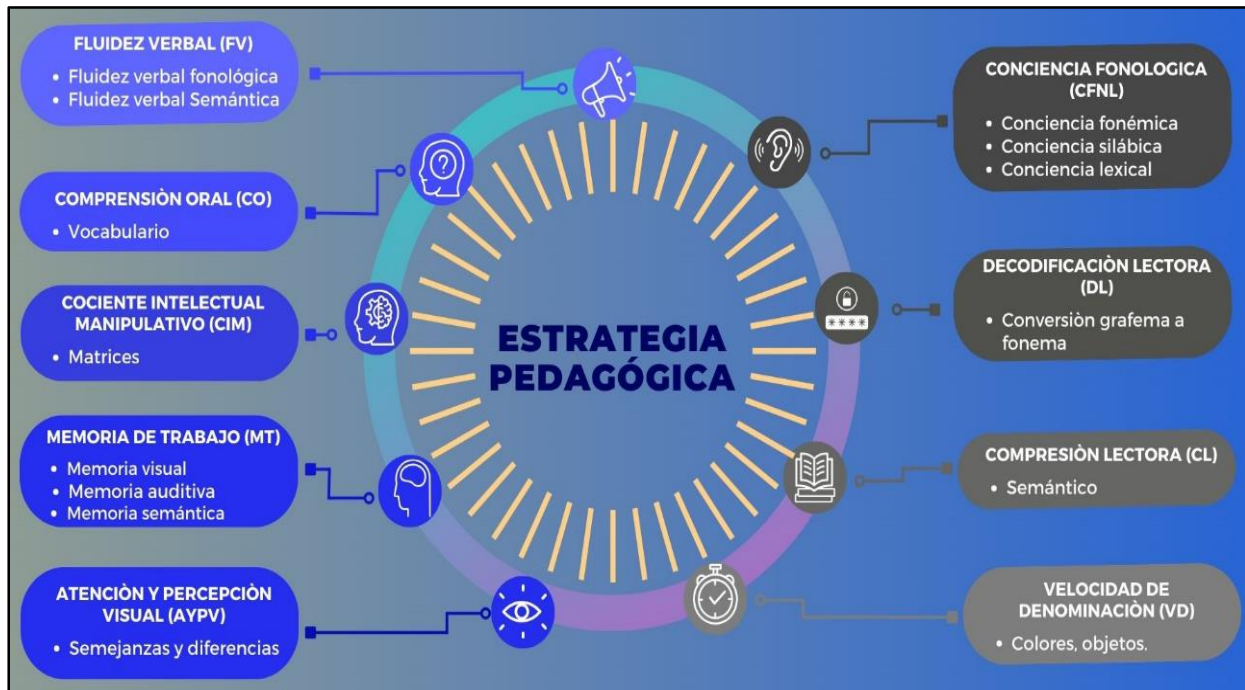 FLUIDEZ VERBAL (FV)
• Fluidez verbal fonológica
• Fluidez verbal Semántica
COMPRENSIÒN ORAL (CO)
• Vocabulario
COCIENTE INTELECTUAL
MANIPULATIVO (CIM)
• Matrices
MEMORIA DE TRABAJO (MT)
• Memoria visual
• Memoria auditiva
• Memoria semántica
ATENCIÒN Y PERCEPCIÒN
VISUAL (AYPV)
• Semejanzas y diferencias
ESTRATEGIA
PEDAGÓGICA
CONCIENCIA FONOLOGICA
(CFNL)
• Conciencia fonémica
• Conciencia silábica
• Conciencia lexical
DECODIFICACIÒN LECTORA
(DL)
• Conversiòn grafema a
fonema
COMPRESIÒN LECTORA (CL)
• Semántico
VELOCIDAD DE
DENOMINACIÒN (VD)
• Colores, objetos.